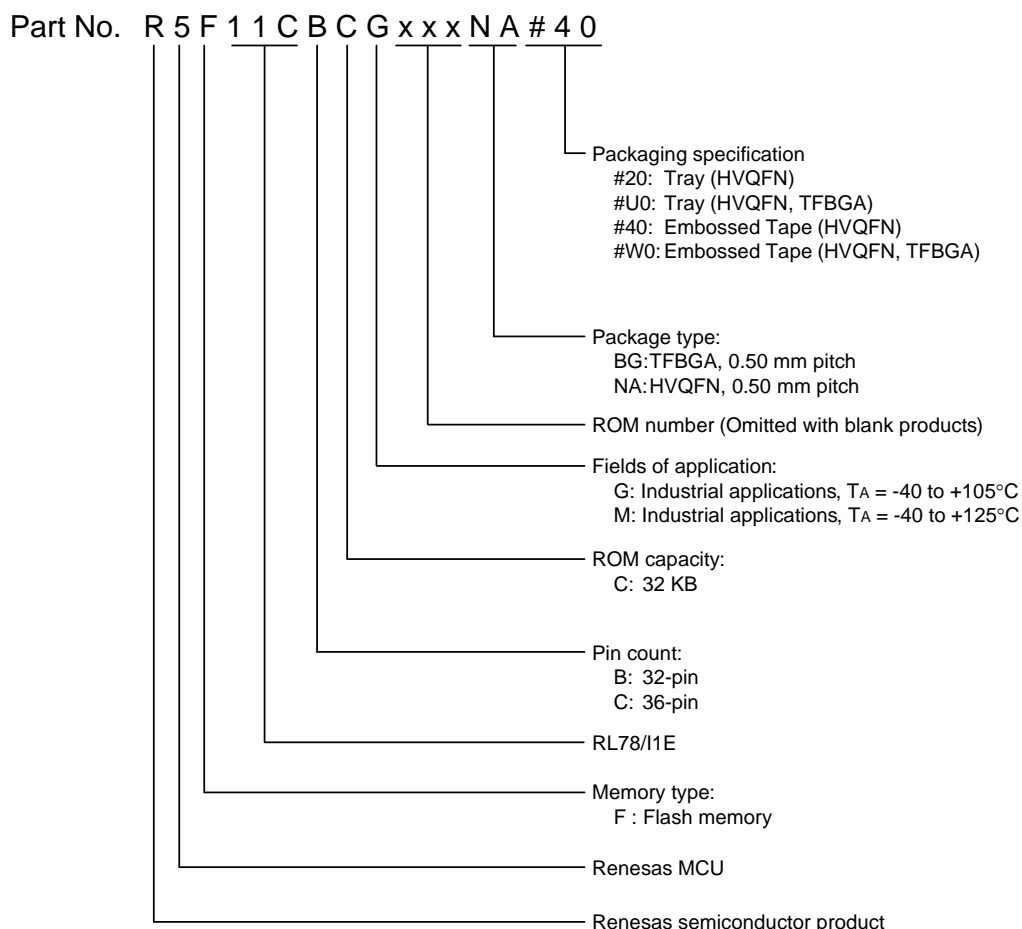 Part No. R 5 F 1 1 C B C G x x x N A # 4 0
Packaging specification
#20: Tray (HVQFN)
#U0: Tray (HVQFN, TFBGA)
#40: Embossed Tape (HVQFN)
#W0: Embossed Tape (HVQFN, TFBGA)
Package type:
BG:TFBGA, 0.50 mm pitch
NA:HVQFN, 0.50 mm pitch
ROM number (Omitted with blank products)
Fields of application:
G: Industrial applications, TA = -40 to +105°C
M: Industrial applications, TA = -40 to +125°C
ROM capacity:
C: 32 KB
Pin count:
B: 32-pin
C: 36-pin
RL78/I1E
Memory type:
F : Flash memory
Renesas MCU
Renesas semiconductor product